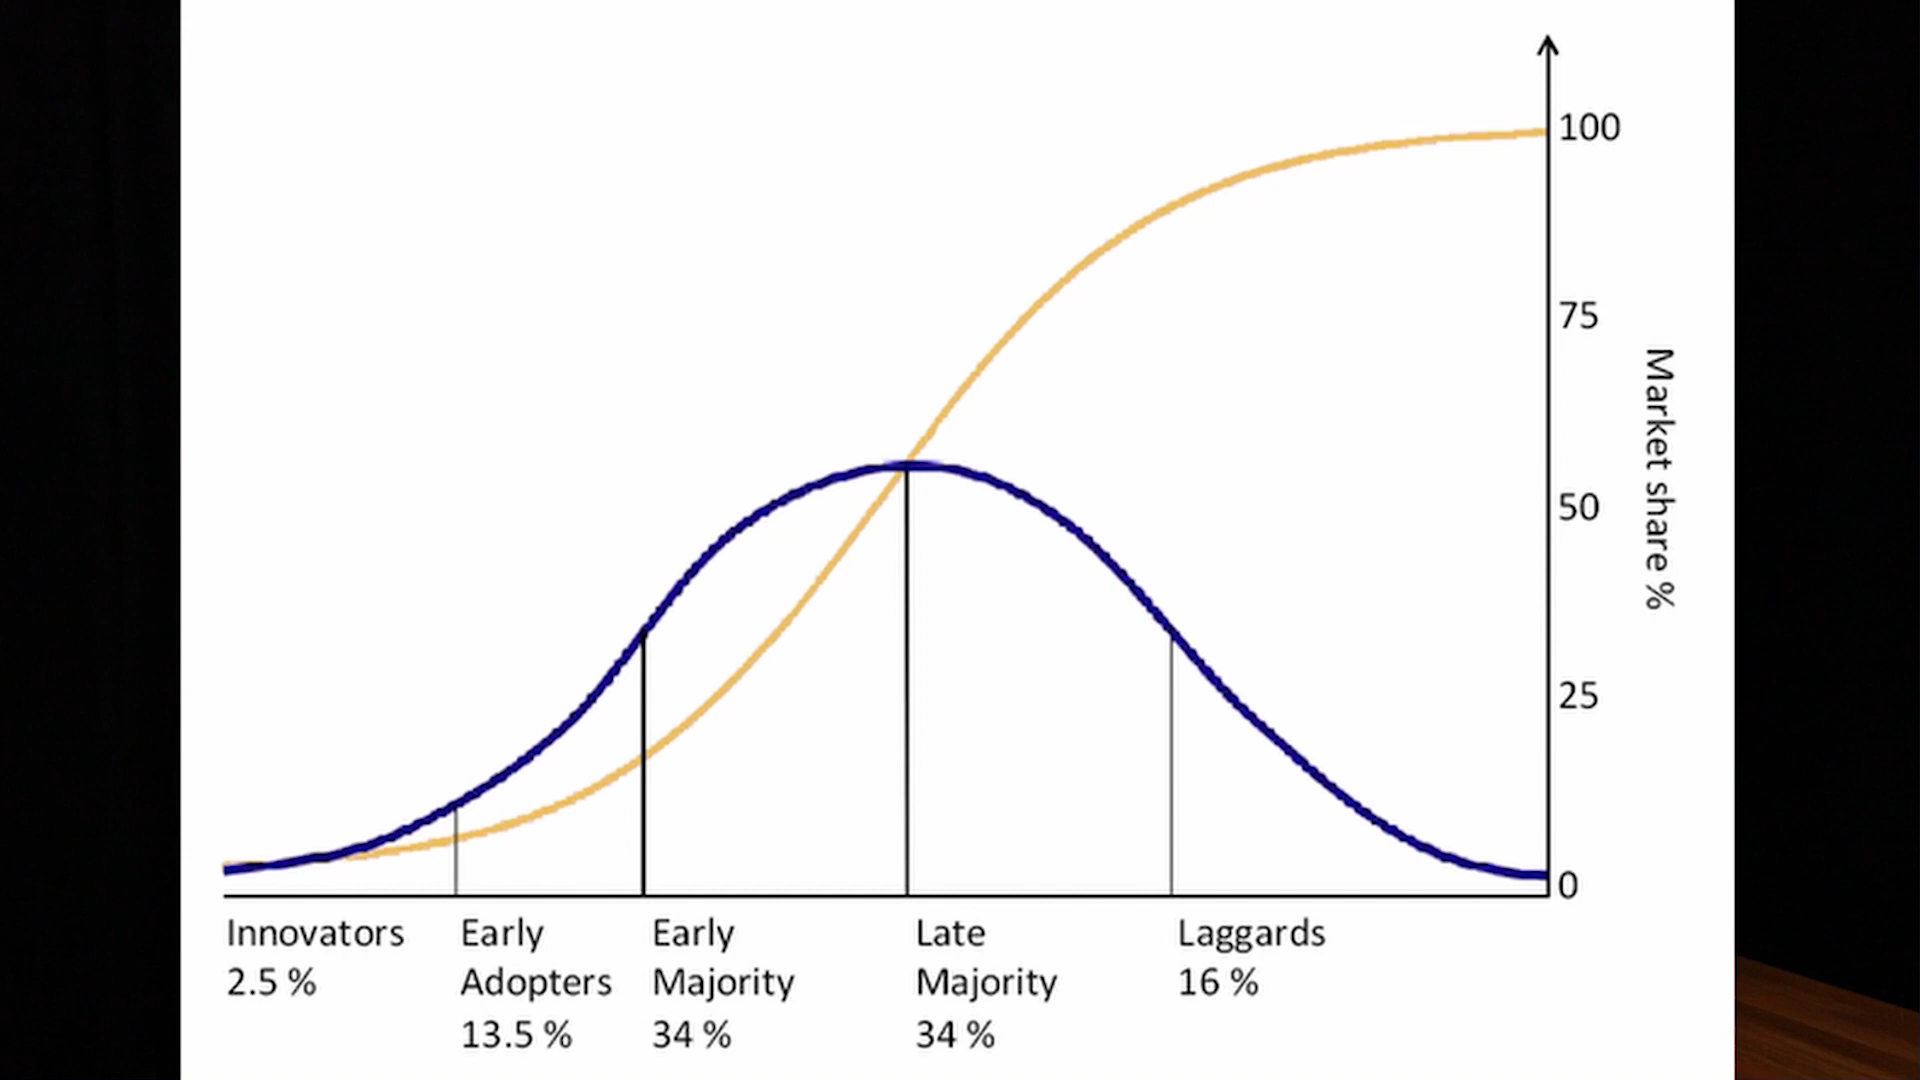 100
75
50
25
0
Market share %
Innovators
2.5 %
Early
Adopters
13.5 %
Early
Majority
34 %
Late
Majority
34 %
Laggards
16 %